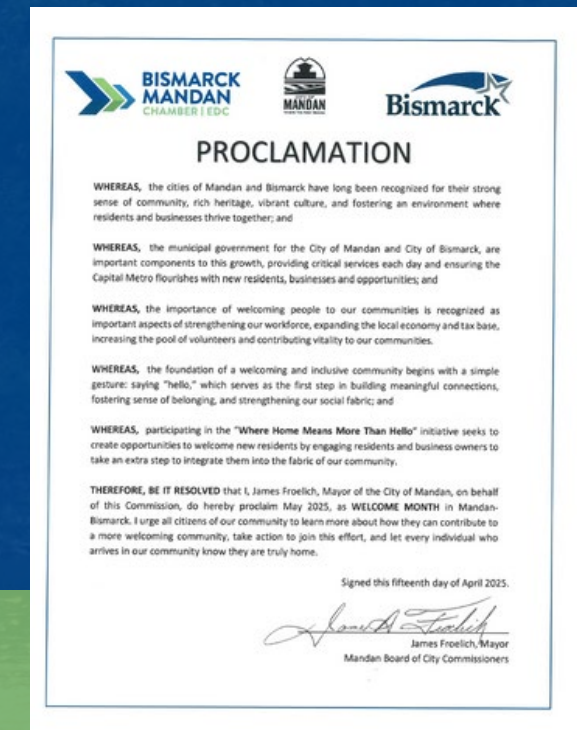 BISMARCK
MANDAN
CHAMBER | EDC
CITY OF
MANDAN
Bismarck
PROCLAMATION
WHEREAS, the cities of Mandan and Bismarck have long been recognized for their strong
sense of community, rich heritage, vibrant culture, and fostering an environment where
residents and businesses thrive together; and
WHEREAS, the municipal government for the City of Mandan and City of Bismarck, are
important components to this growth, providing critical services each day and ensuring the
Capital Metro flourishes with new residents, businesses and opportunities; and
WHEREAS, the importance of welcoming people to our communities is recognized as
important aspects of strengthening our workforce, expanding the local economy and tax base,
increasing the pool of volunteers and contributing vitality to our communities.
WHEREAS, the foundation of a welcoming and inclusive community begins with a simple
gesture: saying "hello," which serves as the first step in building meaningful connections,
fostering sense of belonging, and strengthening our social fabric; and
WHEREAS, participating in the "Where Home Means More Than Hello" initiative seeks to
create opportunities to welcome new residents by engaging residents and business owners to
take an extra step to integrate them into the fabric of our community.
THEREFORE, BE IT RESOLVED that I, James Froelich, Mayor of the City of Mandan, on behalf
of this Commission, do hereby proclaim May 2025, as WELCOME MONTH in Mandan-
Bismarck. I urge all citizens of our community to learn more about how they can contribute to
a more welcoming community, take action to join this effort, and let every individual who
arrives in our community know they are truly home.
Signed this fifteenth day of April 2025.
James Froelich, Mayor
Mandan Board of City Commissioners